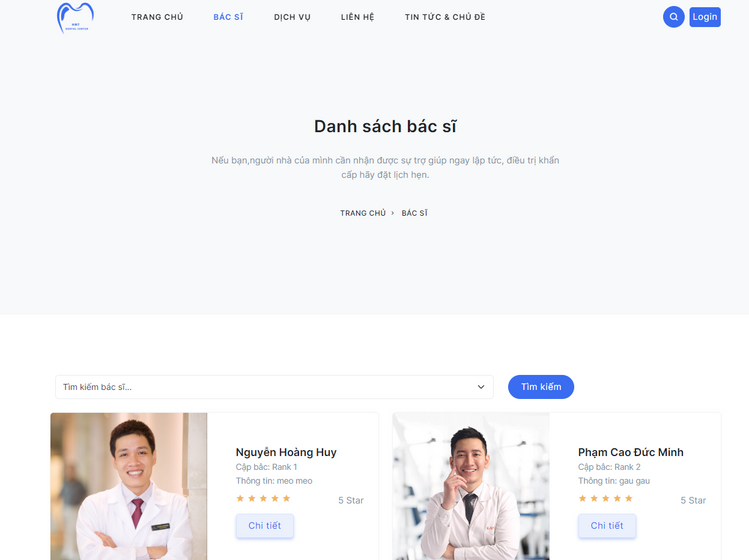 TRANG CHỦ
BÁC SĨ
DỊCH VỤ
LIÊN HỆ
TIN TỨC & CHỦ ĐỀ
Login
Danh sách bác sĩ
Nếu bạn,người nhà của mình cần nhận được sự trợ giúp ngay lập tức, điều trị khẩn
cấp hãy đặt lịch hẹn.
TRANG CHỦ › BÁC SĨ
Tìm kiếm bác sĩ...
Tìm kiếm
Nguyễn Hoàng Huy
Cấp bậc: Rank 1
Thông tin: meo meo
5 Star
Chi tiết
Phạm Cao Đức Minh
Cấp bậc: Rank 2
Thông tin: gau gau
5 Star
Chi tiết